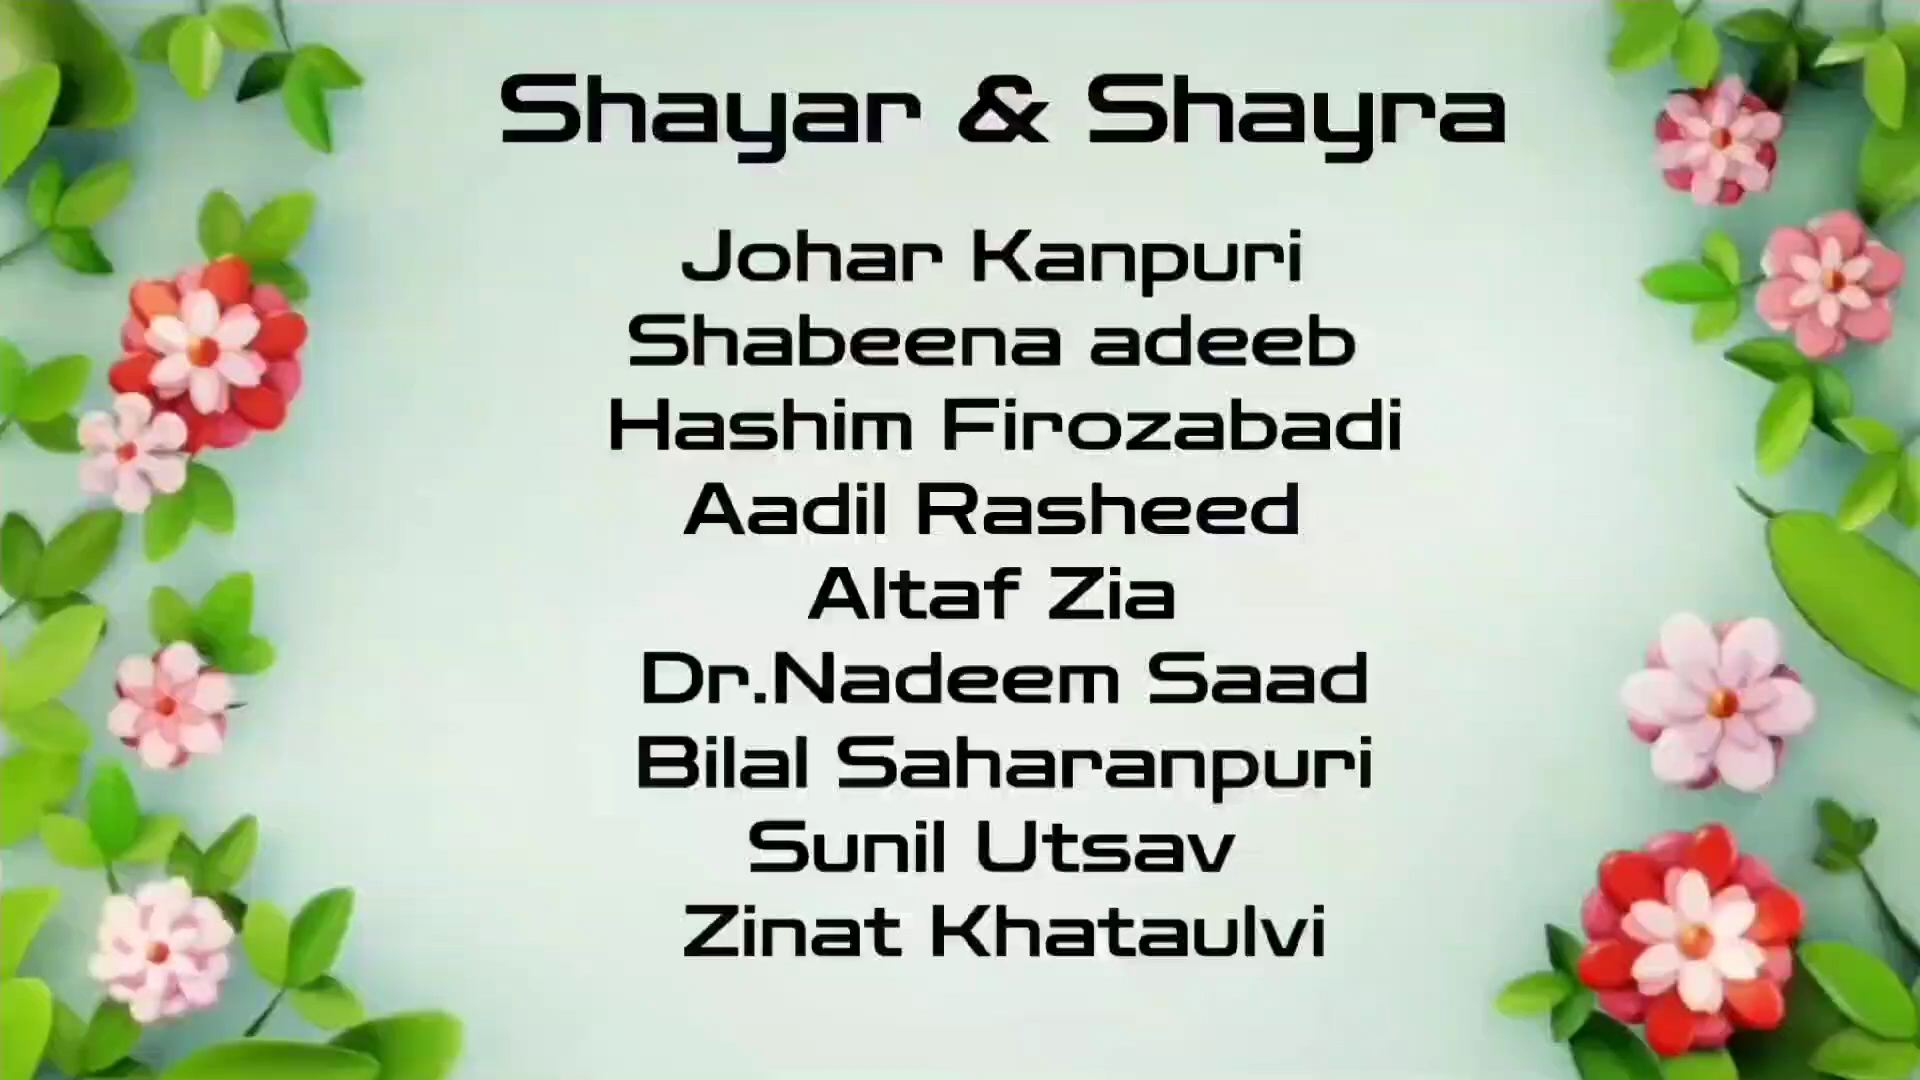 Shayar & Shayra
Johar Kanpuri
Shabeena adeeb
Hashim Firozabadi
Aadil Rasheed
Altaf Zia
Dr.Nadeem Saad
Bilal Saharanpuri
Sunil Utsav
Zinat Khataulvi